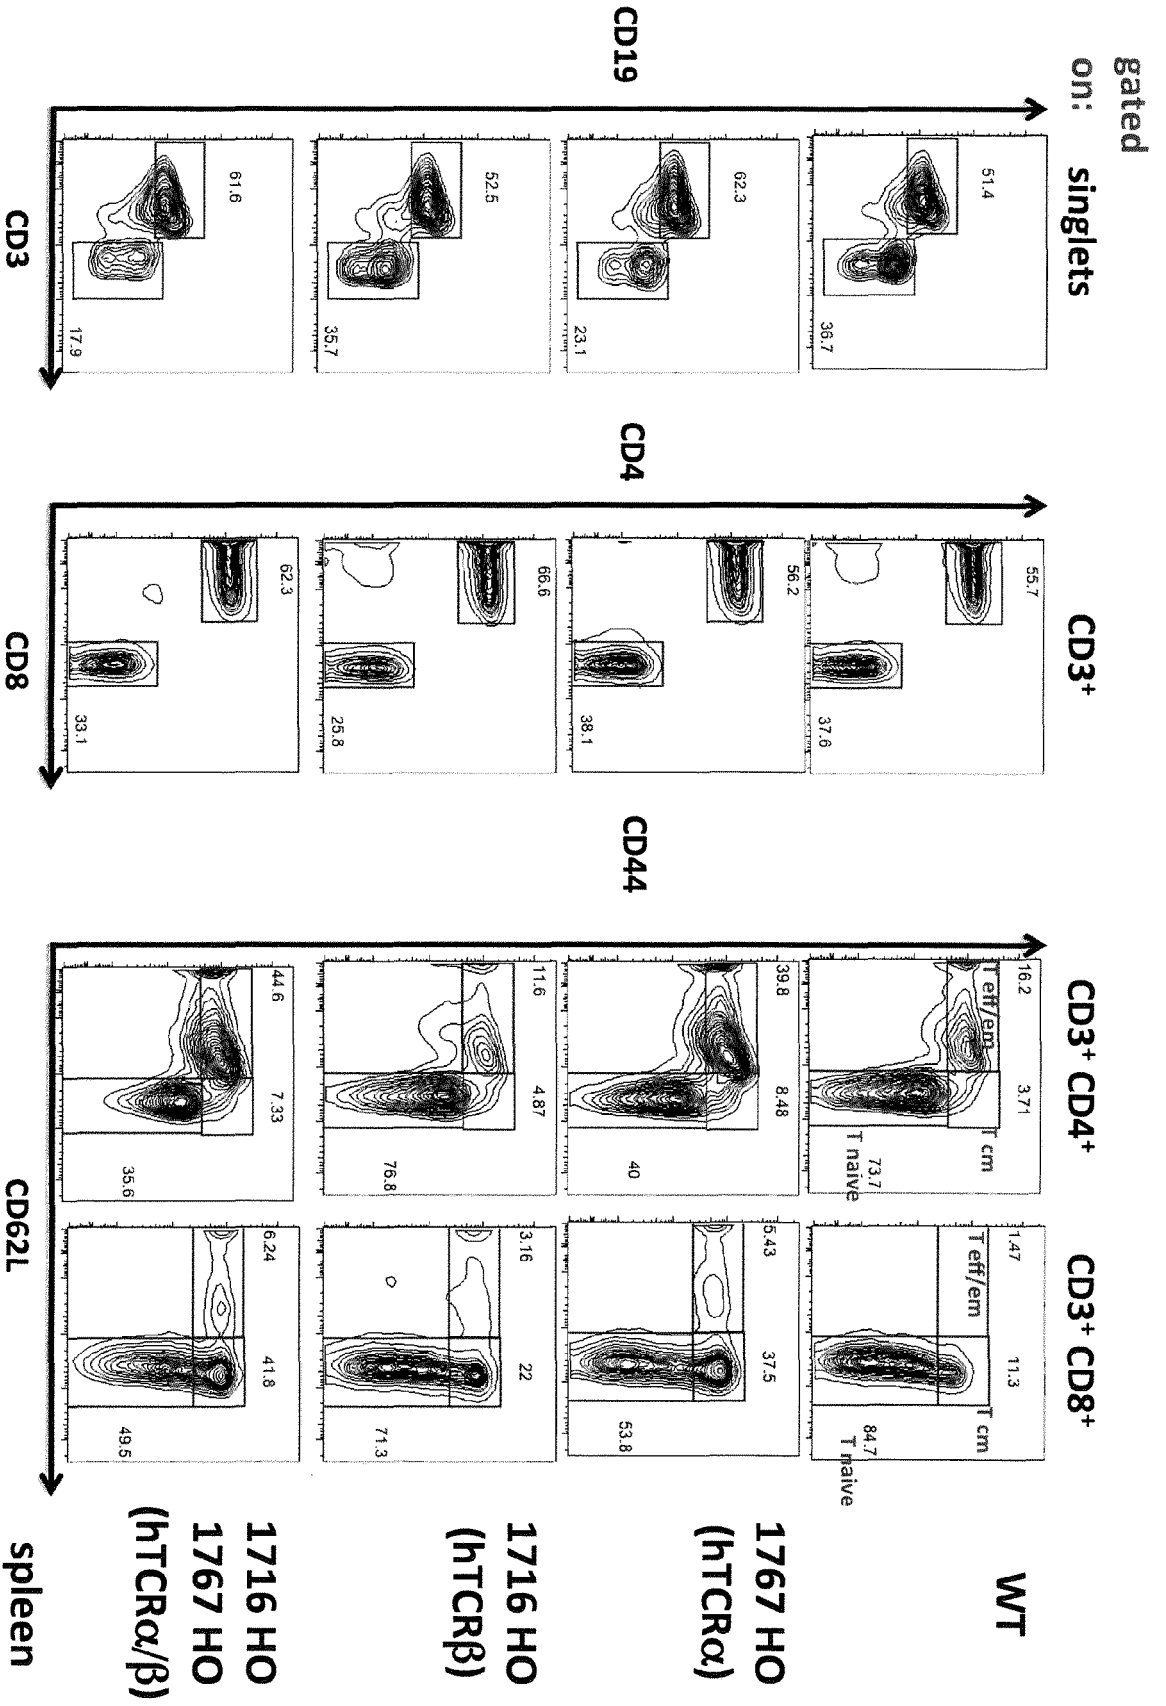 gated
on:
singlets
CD3⁺
CD3⁺ CD4⁺
CD3⁺ CD8⁺
WT
51.4
36.7
55.7
37.6
16.2
3.71
T eff/em
T cm
73.7
T naive
1.47
11.3
T eff/em
T cm
84.7
T naive
1767 HO
(hTCRα)
62.3
23.1
56.2
38.1
39.8
8.48
40
5.43
37.5
53.8
1716 HO
(hTCRβ)
52.5
35.7
66.6
25.8
11.6
4.87
76.8
3.16
22
71.3
1716 HO
1767 HO
(hTCRα/β)
61.6
17.9
62.3
33.1
44.6
7.33
35.6
6.24
41.8
49.5
CD19
CD4
CD44
CD3
CD8
CD62L
spleen